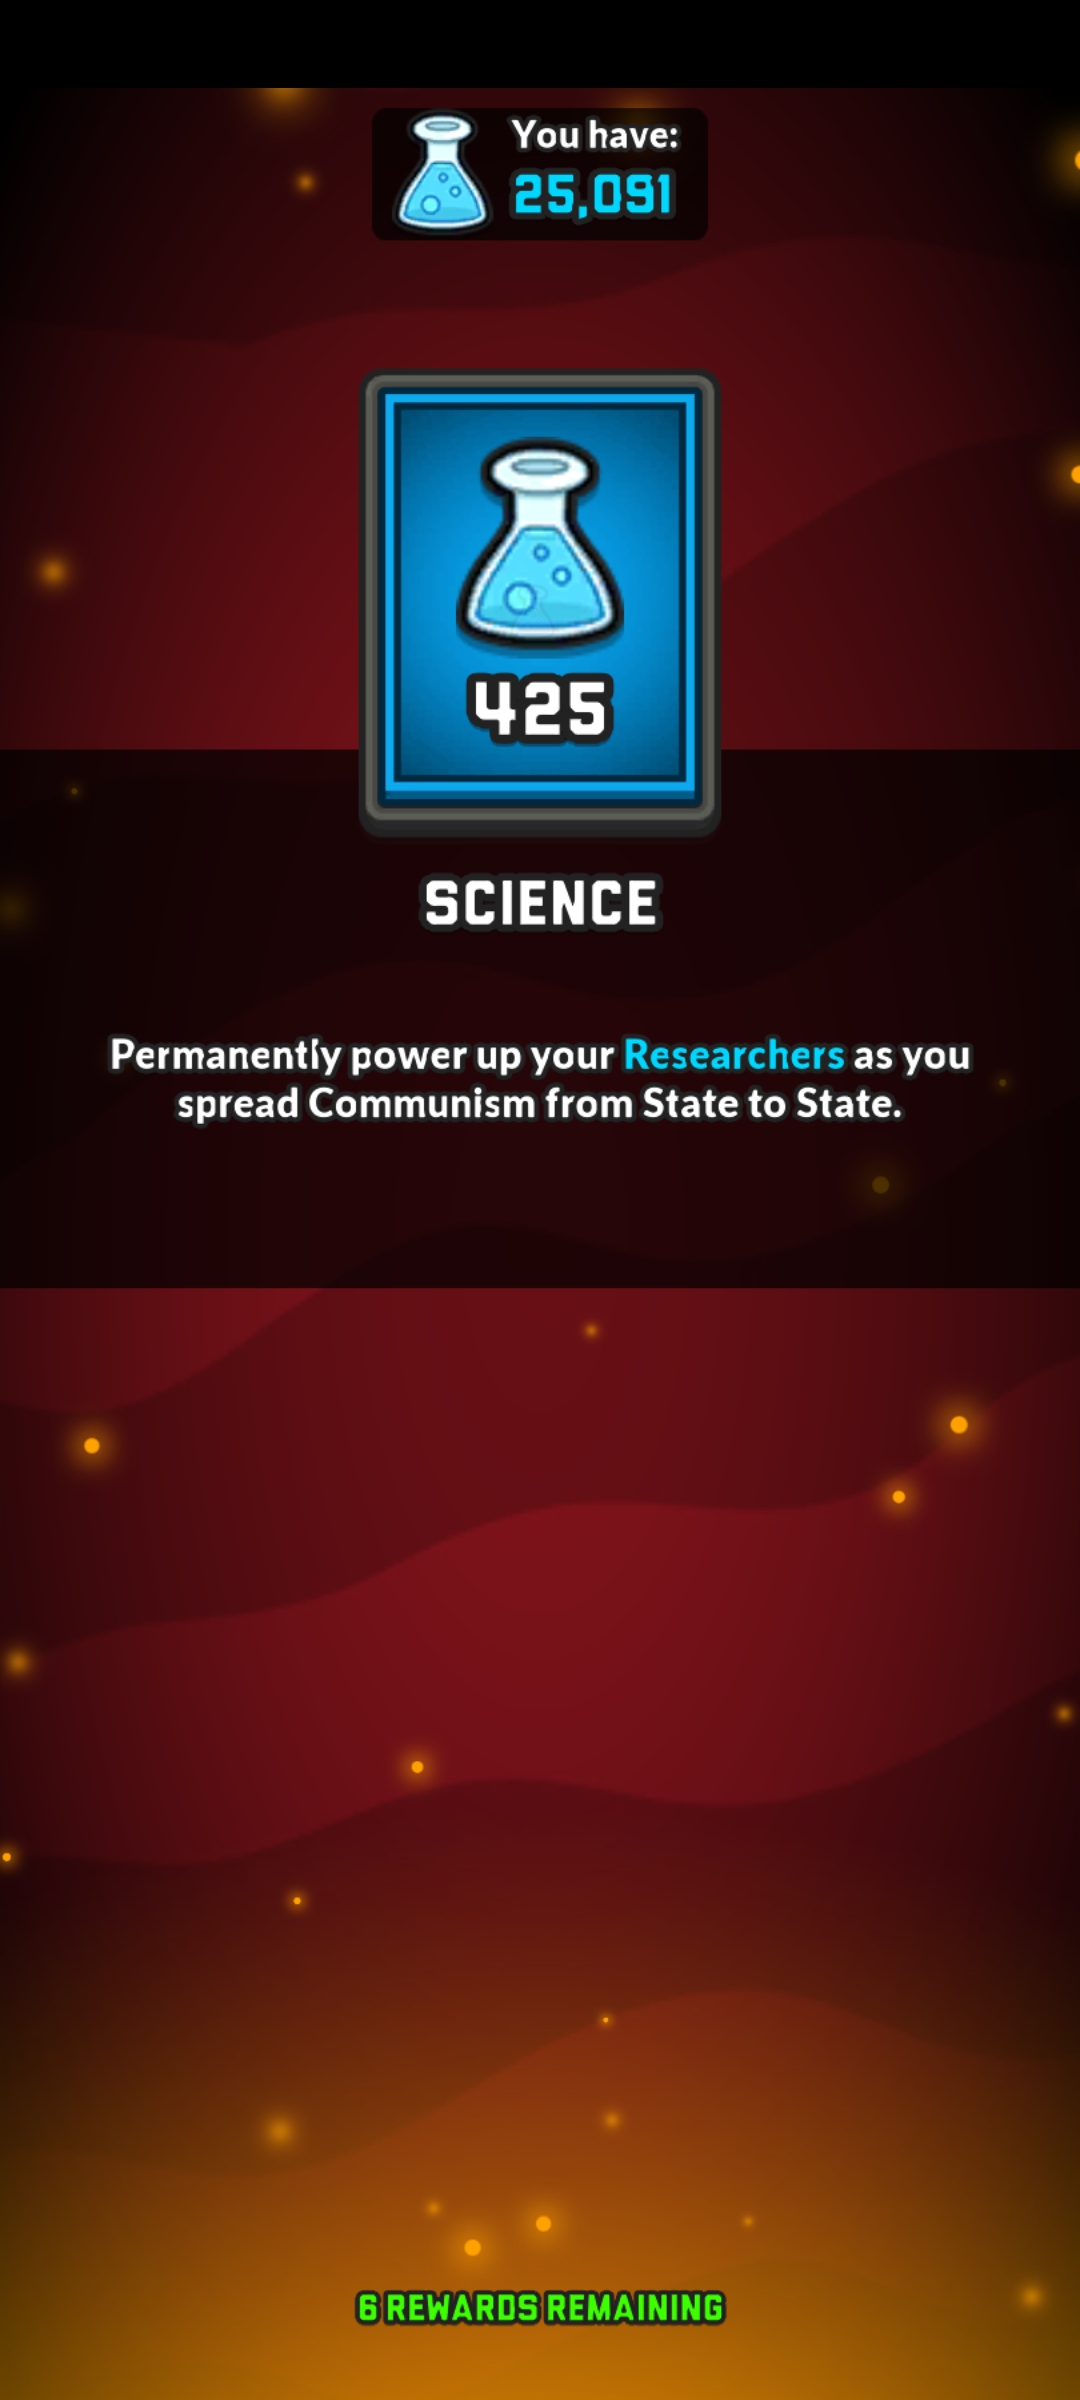 You have:
25,091
425
SCIENCE
Permanently power up your Researchers as you
spread Communism from State to State.
6 REWARDS REMAINING